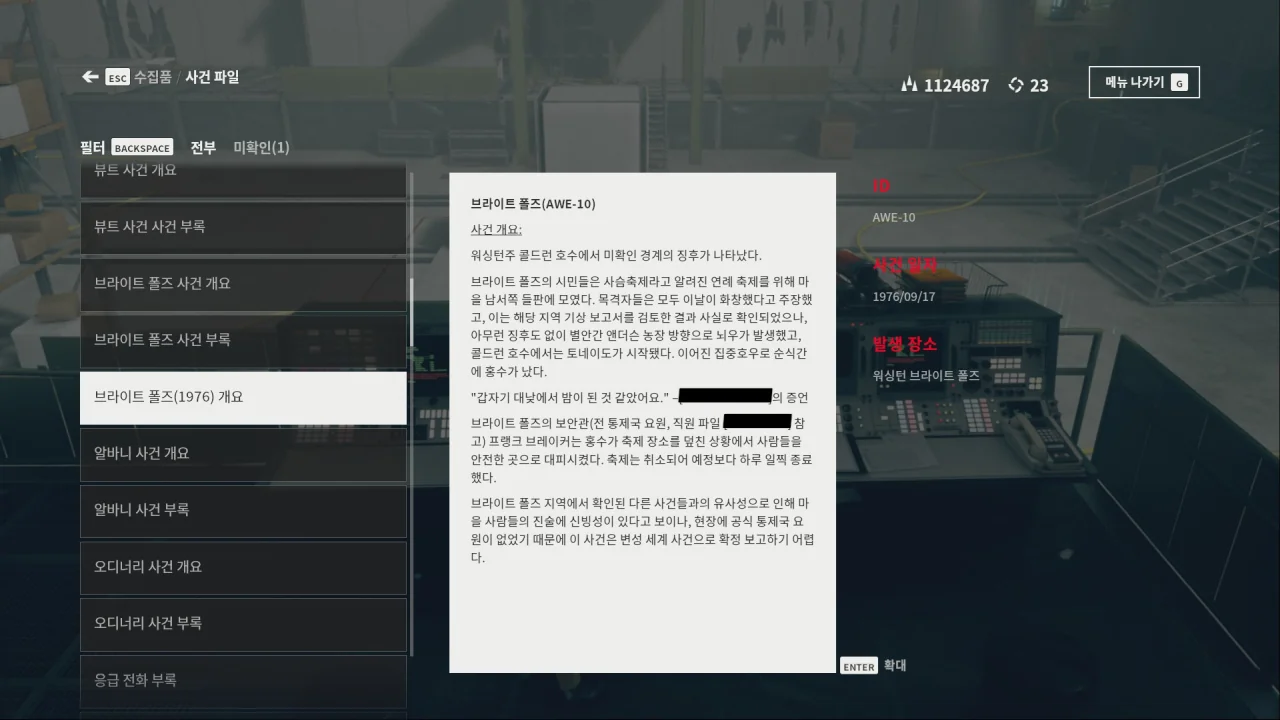 ESC 수집품 / 사건 파일
1124687 23 메뉴 나가기 G
필터 BACKSPACE 전부 미확인(1)
뷰트 사건 개요
뷰트 사건 사건 부록
브라이트 폴즈 사건 개요
브라이트 폴즈 사건 부록
브라이트 폴즈(1976) 개요
알바니 사건 개요
알바니 사건 부록
오디너리 사건 개요
오디너리 사건 부록
응급 전화 부록
브라이트 폴즈(AWE-10)
사건 개요:
워싱턴주 콜드런 호수에서 미확인 경계의 징후가 나타났다.
브라이트 폴즈의 시민들은 사슴축제라고 알려진 연례 축제를 위해 마
을 남서쪽 들판에 모였다. 목격자들은 모두 이날이 화창했다고 주장했
고, 이는 해당 지역 기상 보고서를 검토한 결과 사실로 확인되었으나,
아무런 징후도 없이 별안간 앤더슨 농장 방향으로 뇌우가 발생했고,
콜드런 호수에서는 토네이도가 시작됐다. 이어진 집중호우로 순식간
에 홍수가 났다.
"갑자기 대낮에서 밤이 된 것 같았어요." –[ ]의 증언
브라이트 폴즈의 보안관(전 통제국 요원, 직원 파일 [ ] 참
고) 프랭크 브레이커는 홍수가 축제 장소를 덮친 상황에서 사람들을
안전한 곳으로 대피시켰다. 축제는 취소되어 예정보다 하루 일찍 종료
했다.
브라이트 폴즈 지역에서 확인된 다른 사건들과의 유사성으로 인해 마
을 사람들의 진술에 신빙성이 있다고 보이나, 현장에 공식 통제국 요
원이 없었기 때문에 이 사건은 변성 세계 사건으로 확정 보고하기 어렵
다.
ID
AWE-10
사건 일자
1976/09/17
발생 장소
워싱턴 브라이트 폴즈
ENTER 확대